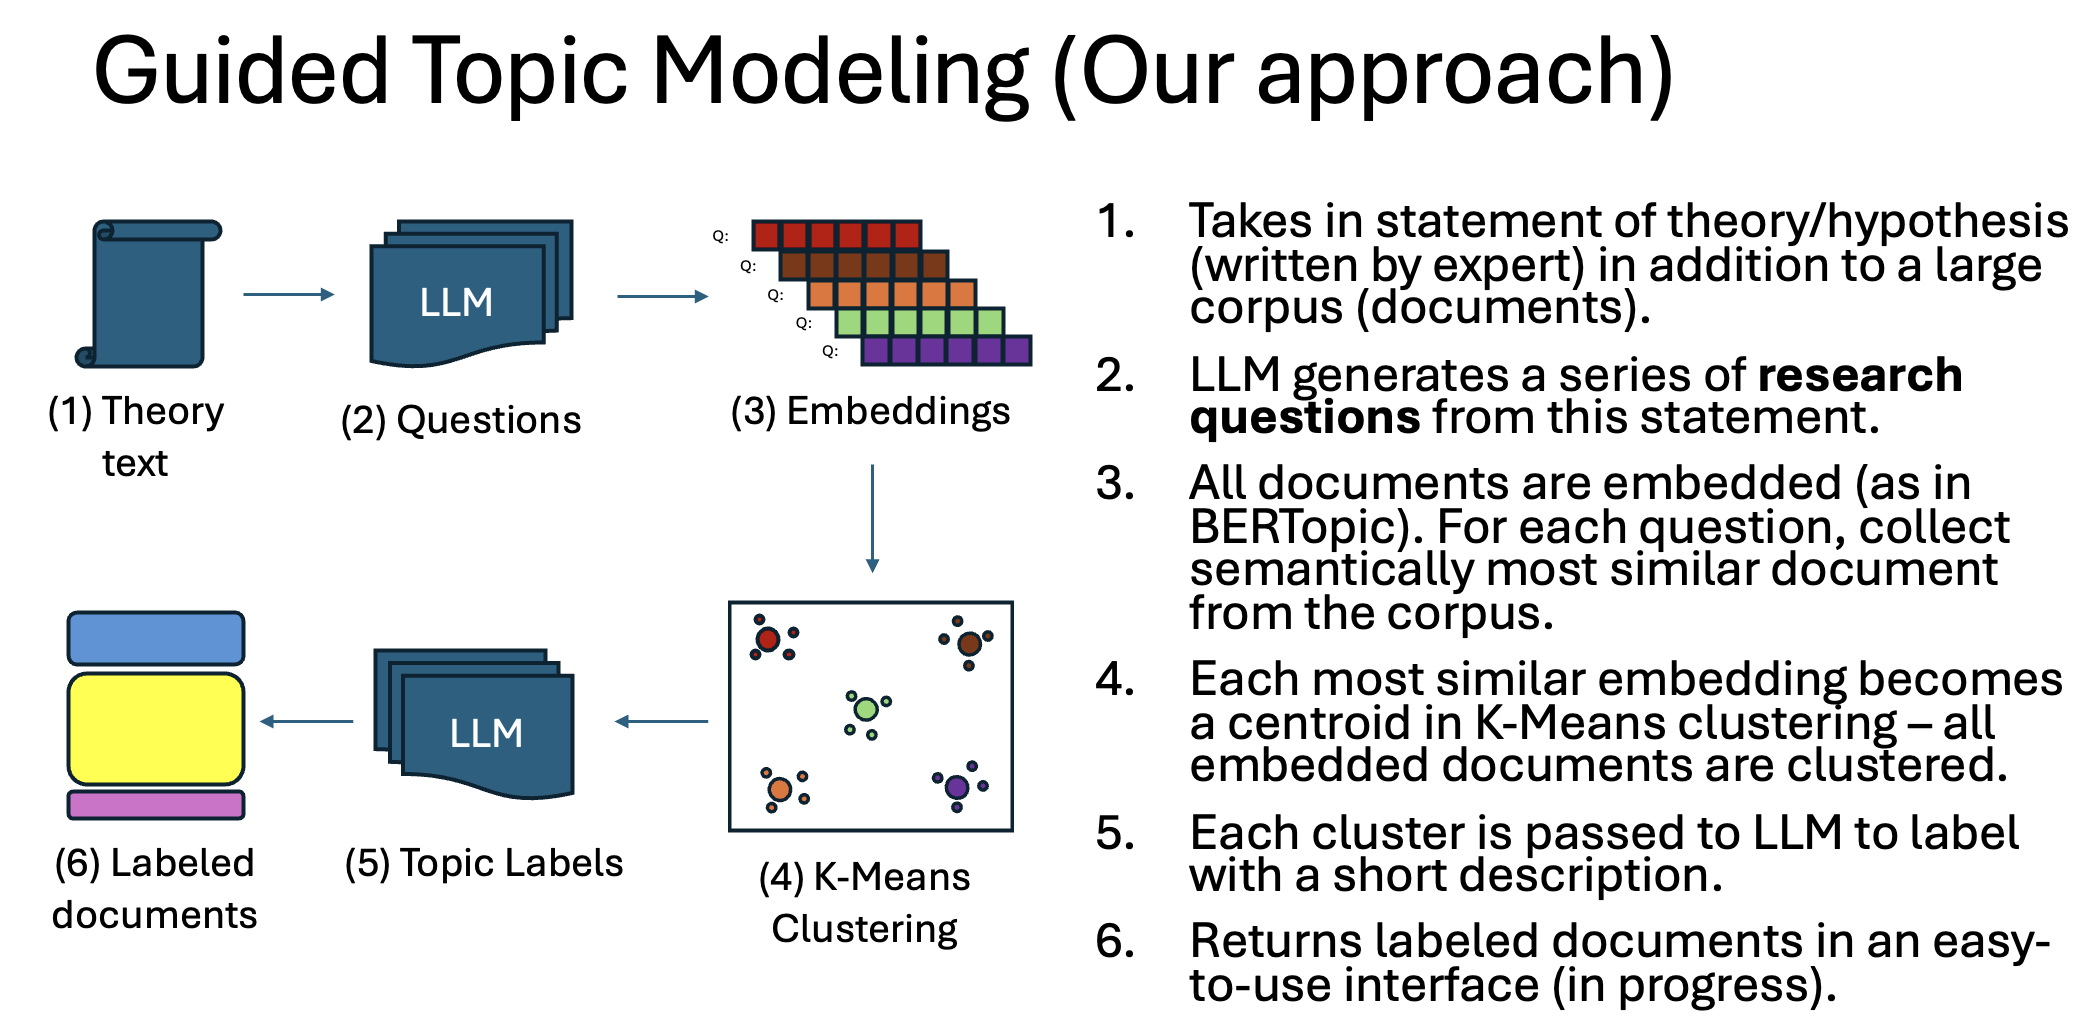 Guided Topic Modeling (Our approach)
(1) Theory
text
LLM
(2) Questions
Q:
Q:
Q:
Q:
Q:
(3) Embeddings
(4) K-Means
Clustering
LLM
(5) Topic Labels
(6) Labeled
documents
1. Takes in statement of theory/hypothesis
(written by expert) in addition to a large
corpus (documents).
2. LLM generates a series of research
questions from this statement.
3. All documents are embedded (as in
BERTopic). For each question, collect
semantically most similar document
from the corpus.
4. Each most similar embedding becomes
a centroid in K-Means clustering – all
embedded documents are clustered.
5. Each cluster is passed to LLM to label
with a short description.
6. Returns labeled documents in an easy-
to-use interface (in progress).